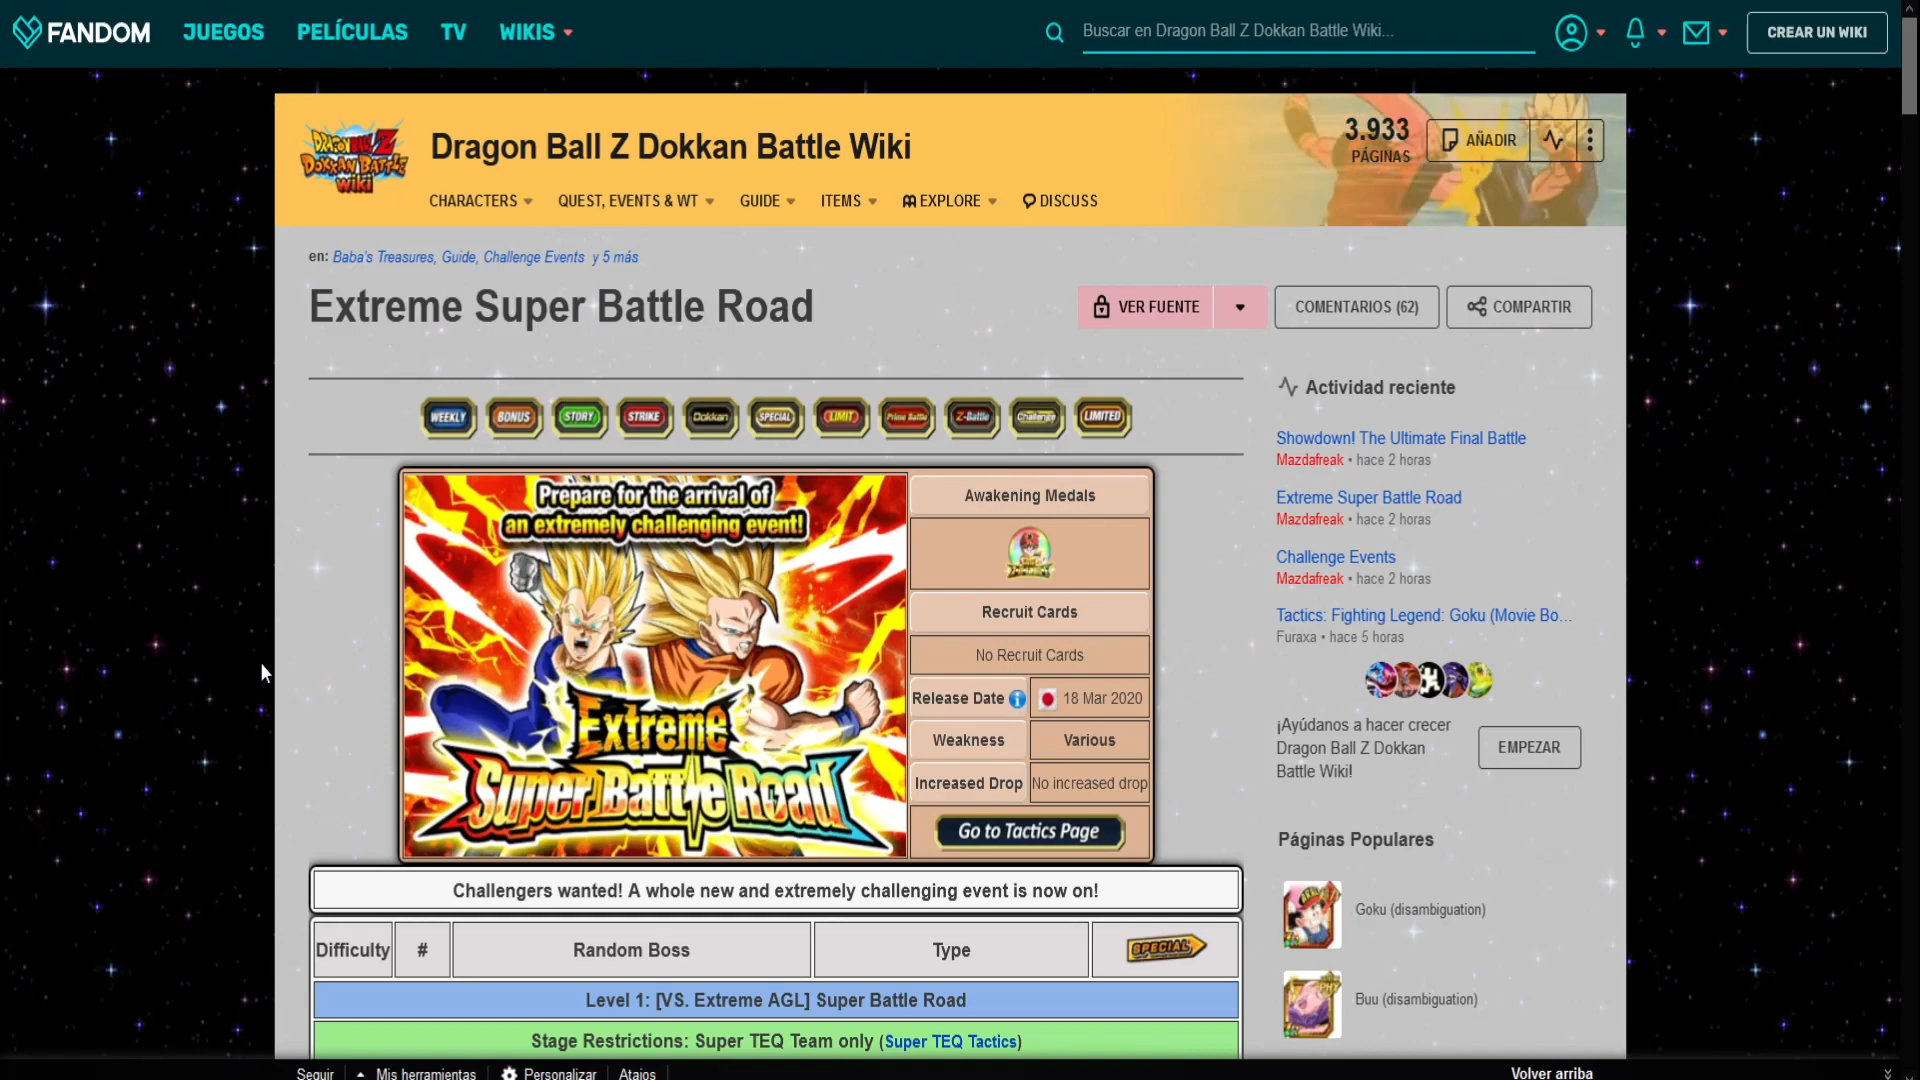 FANDOM JUEGOS PELÍCULAS TV WIKIS Buscar en Dragon Ball Z Dokkan Battle Wiki... CREAR UN WIKI
DRAGON BALL Z
DOKKAN BATTLE
WIKI
Dragon Ball Z Dokkan Battle Wiki
3.933
PÁGINAS
AÑADIR
CHARACTERS QUEST, EVENTS & WT GUIDE ITEMS EXPLORE DISCUSS
en: Baba's Treasures, Guide, Challenge Events y 5 más
Extreme Super Battle Road
VER FUENTE COMENTARIOS (62) COMPARTIR
WEEKLY BONUS STORY STRIKE Dokkan SPECIAL LIMIT Prime Battle Z-Battle Challenge LIMITED
Prepare for the arrival of
an extremely challenging event!
Extreme
Super Battle Road
Awakening Medals
Recruit Cards
No Recruit Cards
Release Date 18 Mar 2020
Weakness Various
Increased Drop No increased drop
Go to Tactics Page
Challengers wanted! A whole new and extremely challenging event is now on!
Difficulty # Random Boss Type SPECIAL
Level 1: [VS. Extreme AGL] Super Battle Road
Stage Restrictions: Super TEQ Team only (Super TEQ Tactics)
Actividad reciente
Showdown! The Ultimate Final Battle
Mazdafreak • hace 2 horas
Extreme Super Battle Road
Mazdafreak • hace 2 horas
Challenge Events
Mazdafreak • hace 2 horas
Tactics: Fighting Legend: Goku (Movie Bo...
Furaxa • hace 5 horas
¡Ayúdanos a hacer crecer
Dragon Ball Z Dokkan
Battle Wiki!
EMPEZAR
Páginas Populares
Goku (disambiguation)
Buu (disambiguation)
Seguir Mis herramientas Personalizar Atajos Volver arriba